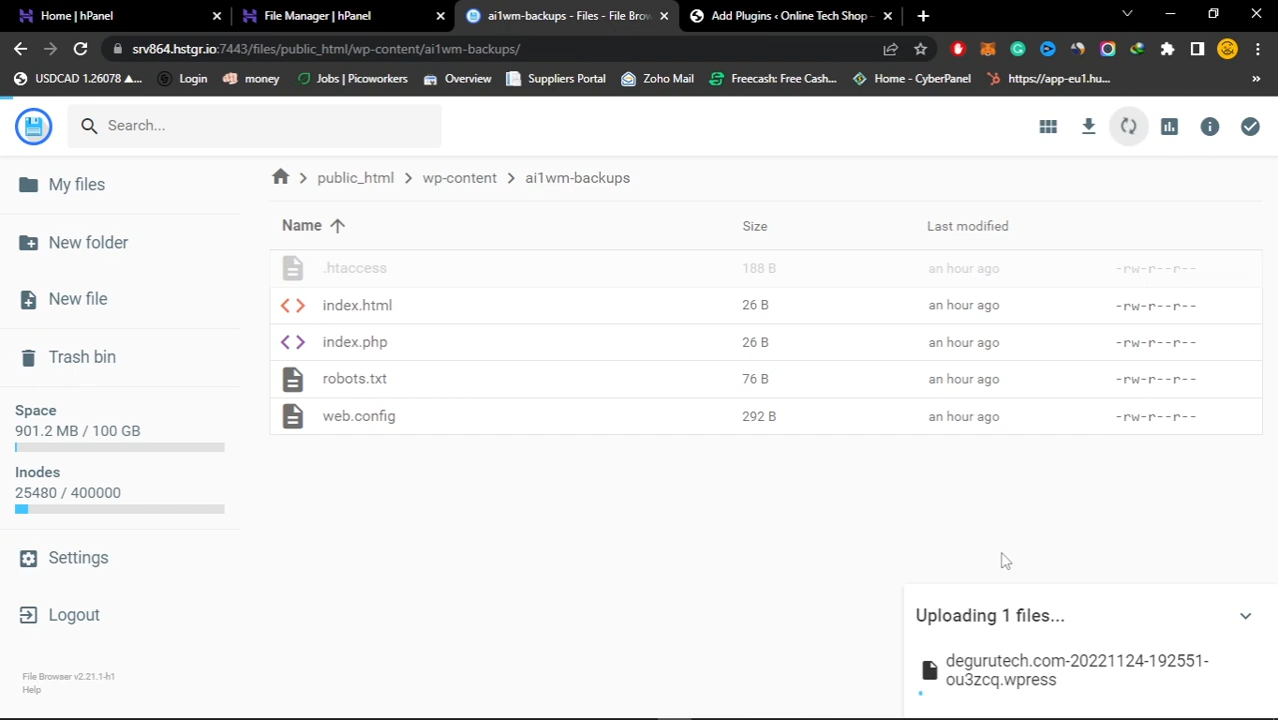 Home | hPanel
File Manager | hPanel
ai1wm-backups - Files - File Brow
Add Plugins ‹ Online Tech Shop –
srv864.hstgr.io:7443/files/public_html/wp-content/ai1wm-backups/
USDCAD 1.26078 ▲...
Login
money
Jobs | Picoworkers
Overview
Suppliers Portal
Zoho Mail
Freecash: Free Cash...
Home - CyberPanel
https://app-eu1.hu...
»
Search...
My files
New folder
New file
Trash bin
Space
901.2 MB / 100 GB
Inodes
25480 / 400000
Settings
Logout
File Browser v2.21.1-h1
Help
public_html > wp-content > ai1wm-backups
Name Size Last modified
.htaccess 188 B an hour ago -rw-r--r--
index.html 26 B an hour ago -rw-r--r--
index.php 26 B an hour ago -rw-r--r--
robots.txt 76 B an hour ago -rw-r--r--
web.config 292 B an hour ago -rw-r--r--
Uploading 1 files...
degurutech.com-20221124-192551-
ou3zcq.wpress